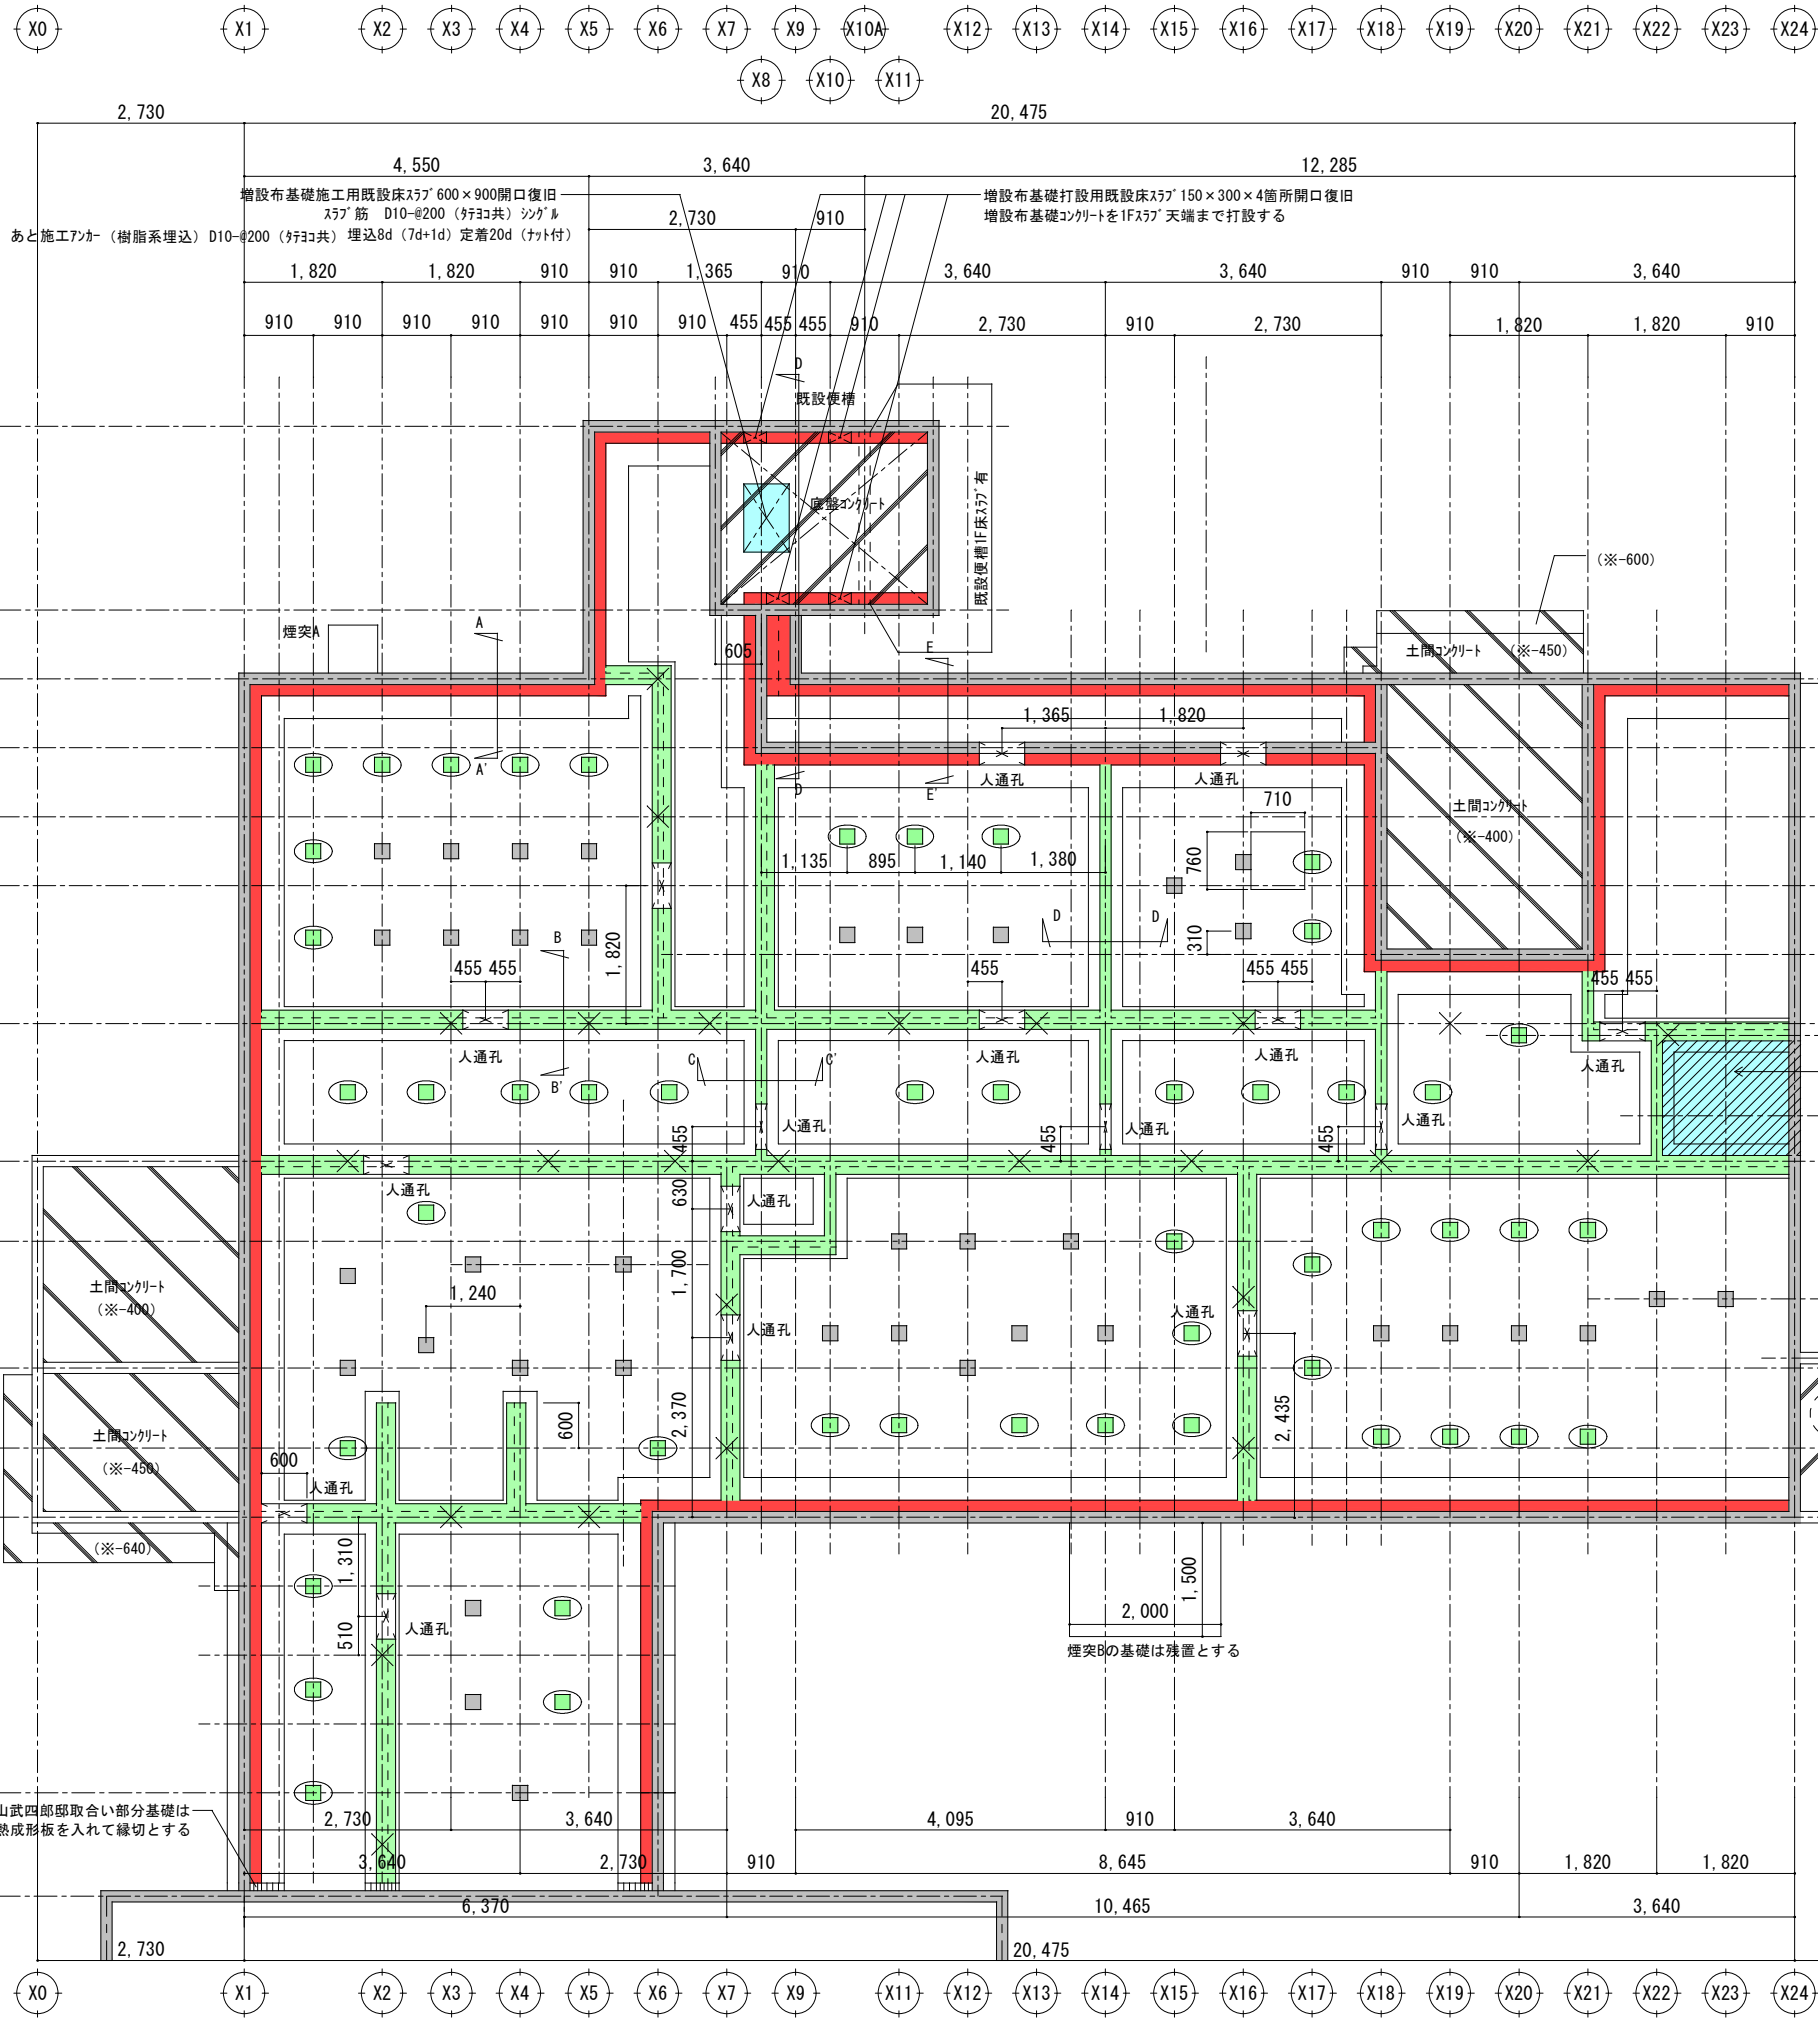 X0 X1 X2 X3 X4 X5 X6 X7 X9 X10A X12 X13 X14 X15 X16 X17 X18 X19 X20 X21 X22 X23 X24
X8 X10 X11
2,730 20,475
4,550 3,640 12,285
増設布基礎施工用既設床ｽﾗﾌﾞ600×900開口復旧
ｽﾗﾌﾞ筋 D10-@200（ﾀﾃﾖｺ共）ｼﾝｸﾞﾙ
あと施工ｱﾝｶｰ（樹脂系埋込）D10-@200（ﾀﾃﾖｺ共）埋込8d（7d+1d）定着20d（ﾅｯﾄ付）
増設布基礎打設用既設床ｽﾗﾌﾞ150×300×4箇所開口復旧
増設布基礎ｺﾝｸﾘｰﾄを1Fｽﾗﾌﾞ天端まで打設する
2,730 910
1,820 1,820 910 910 1,365 910 3,640 3,640 910 910 3,640
910 910 910 910 910 910 910 455 455 455 910 2,730 910 2,730 1,820 1,820 910
D
既設便槽
底盤ｺﾝｸﾘｰﾄ
既設便槽1F床ｽﾗﾌﾞ有
（※-600）
煙突A
A
605
E
土間ｺﾝｸﾘｰﾄ （※-450）
1,365 1,820
A'
D
E'
人通孔
人通孔
710
土間ｺﾝｸﾘｰﾄ
（※-400）
760
1,135 895 1,140 1,380
B
1,820
D D
310
455 455
455
455 455
455 455
人通孔
C C'
人通孔
人通孔
人通孔
B'
455
人通孔
455
人通孔
455
人通孔
人通孔
630
人通孔
1,700
土間ｺﾝｸﾘｰﾄ
（※-400）
1,240
人通孔
人通孔
土間ｺﾝｸﾘｰﾄ
（※-450）
600
600
2,370
2,435
人通孔
（※-640）
1,310
510
人通孔
1,500
2,000
煙突Bの基礎は残置とする
山武四郎邸取合い部分基礎は
熱成形板を入れて縁切とする
2,730 3,640 4,095 910 3,640
3,640 2,730 910 8,645 910 1,820 1,820
6,370 10,465 3,640
2,730 20,475
X0 X1 X2 X3 X4 X5 X6 X7 X9 X11 X12 X13 X14 X15 X16 X17 X18 X19 X20 X21 X22 X23 X24